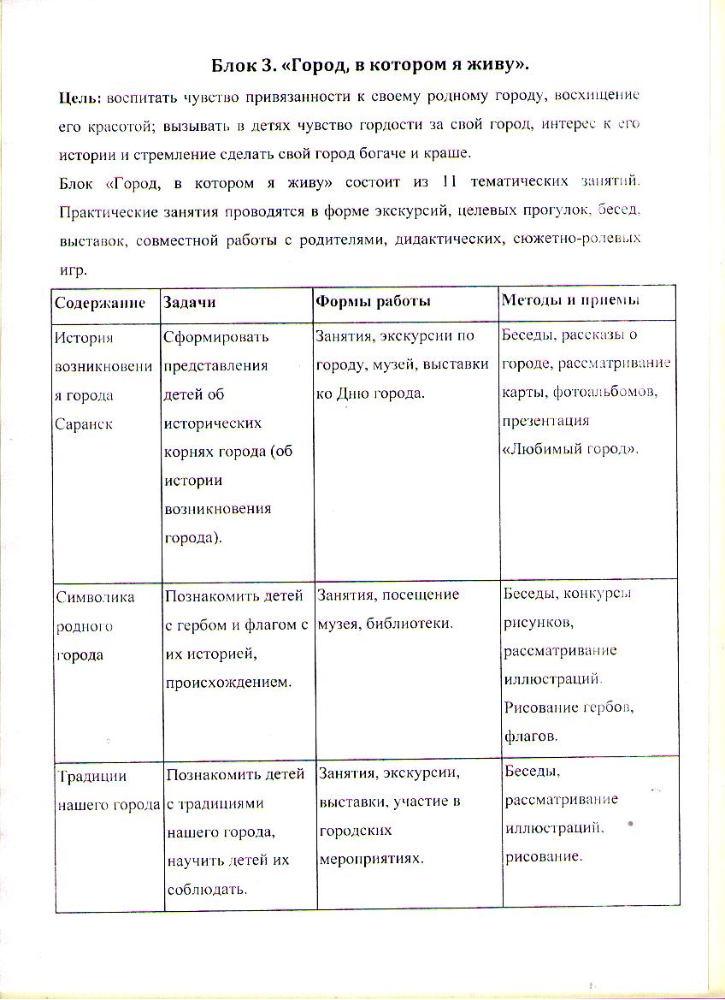 Блок 3. «Город, в котором я живу».
Цель: воспитать чувство привязанности к своему родному городу, восхищение
его красотой; вызывать в детях чувство гордости за свой город, интерес к его
истории и стремление сделать свой город богаче и краше.
Блок «Город, в котором я живу» состоит из 11 тематических занятий.
Практические занятия проводятся в форме экскурсий, целевых прогулок, бесед,
выставок, совместной работы с родителями, дидактических, сюжетно-ролевых
игр.
Содержание
Задачи
Формы работы
Методы и приемы
История
возникновени
я города
Саранск
Сформировать
представления
детей об
исторических
корнях города (об
истории
возникновения
города).
Занятия, экскурсии по
городу, музей, выставки
ко Дню города.
Беседы, рассказы о
городе, рассматривание
карты, фотоальбомов,
презентация
«Любимый город».
Символика
родного
города
Познакомить детей
с гербом и флагом с
их историей,
происхождением.
Занятия, посещение
музея, библиотеки.
Беседы, конкурсы
рисунков,
рассматривание
иллюстраций.
Рисование гербов,
флагов.
Традиции
нашего города
Познакомить детей
с традициями
нашего города,
научить детей их
соблюдать.
Занятия, экскурсии,
выставки, участие в
городских
мероприятиях.
Беседы,
рассматривание
иллюстраций,
рисование.